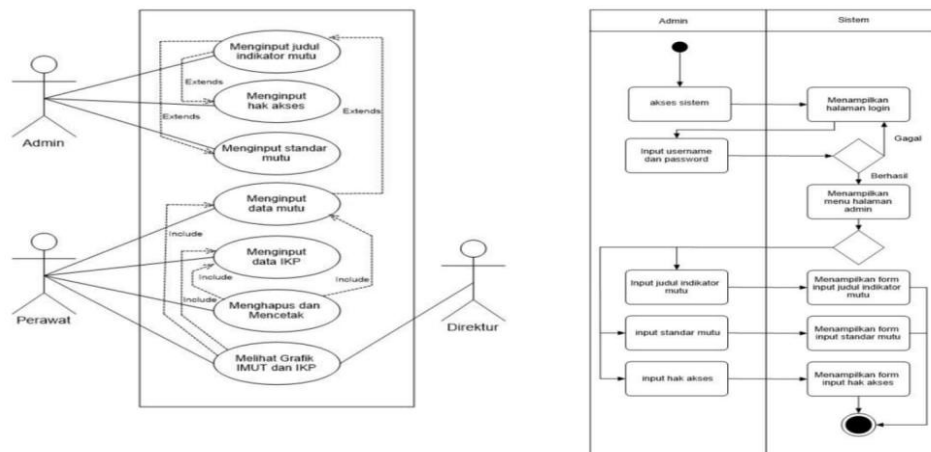 Menginput judul
indikator mutu
Extends
Menginput
hak akses
Extends
Extends
Admin
Menginput standar
mutu
Menginput
data mutu
Include
Menginput
data IKP
Include
Include
Include
Menghapus dan
Mencetak
Perawat
Direktur
Melihat Grafik
IMUT dan IKP
Admin
Sistem
akses sistem
Menampilkan
halaman login
Gagal
Input username
dan password
Berhasil
Menampilkan
menu halaman
admin
Input judul indikator
mutu
Menampilkan form
input judul indikator
mutu
input standar mutu
Menampilkan form
input standar mutu
input hak akses
Menampilkan form
input hak akses